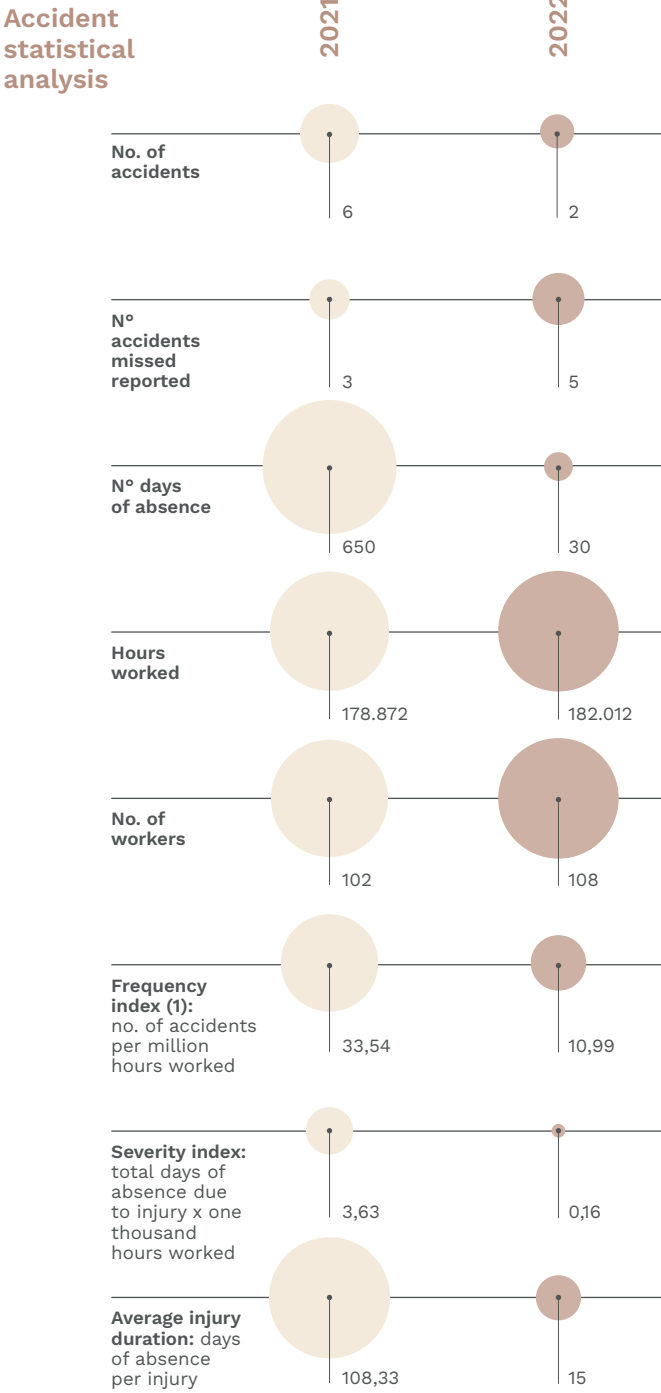 Accident
statistical
analysis
2021
2022
No. of
accidents
6
2
N°
accidents
missed
reported
3
5
N° days
of absence
650
30
Hours
worked
178.872
182.012
No. of
workers
102
108
Frequency
index (1):
no. of accidents
per million
hours worked
33,54
10,99
Severity index:
total days of
absence due
to injury x one
thousand
hours worked
3,63
0,16
Average injury
duration: days
of absence
per injury
108,33
15